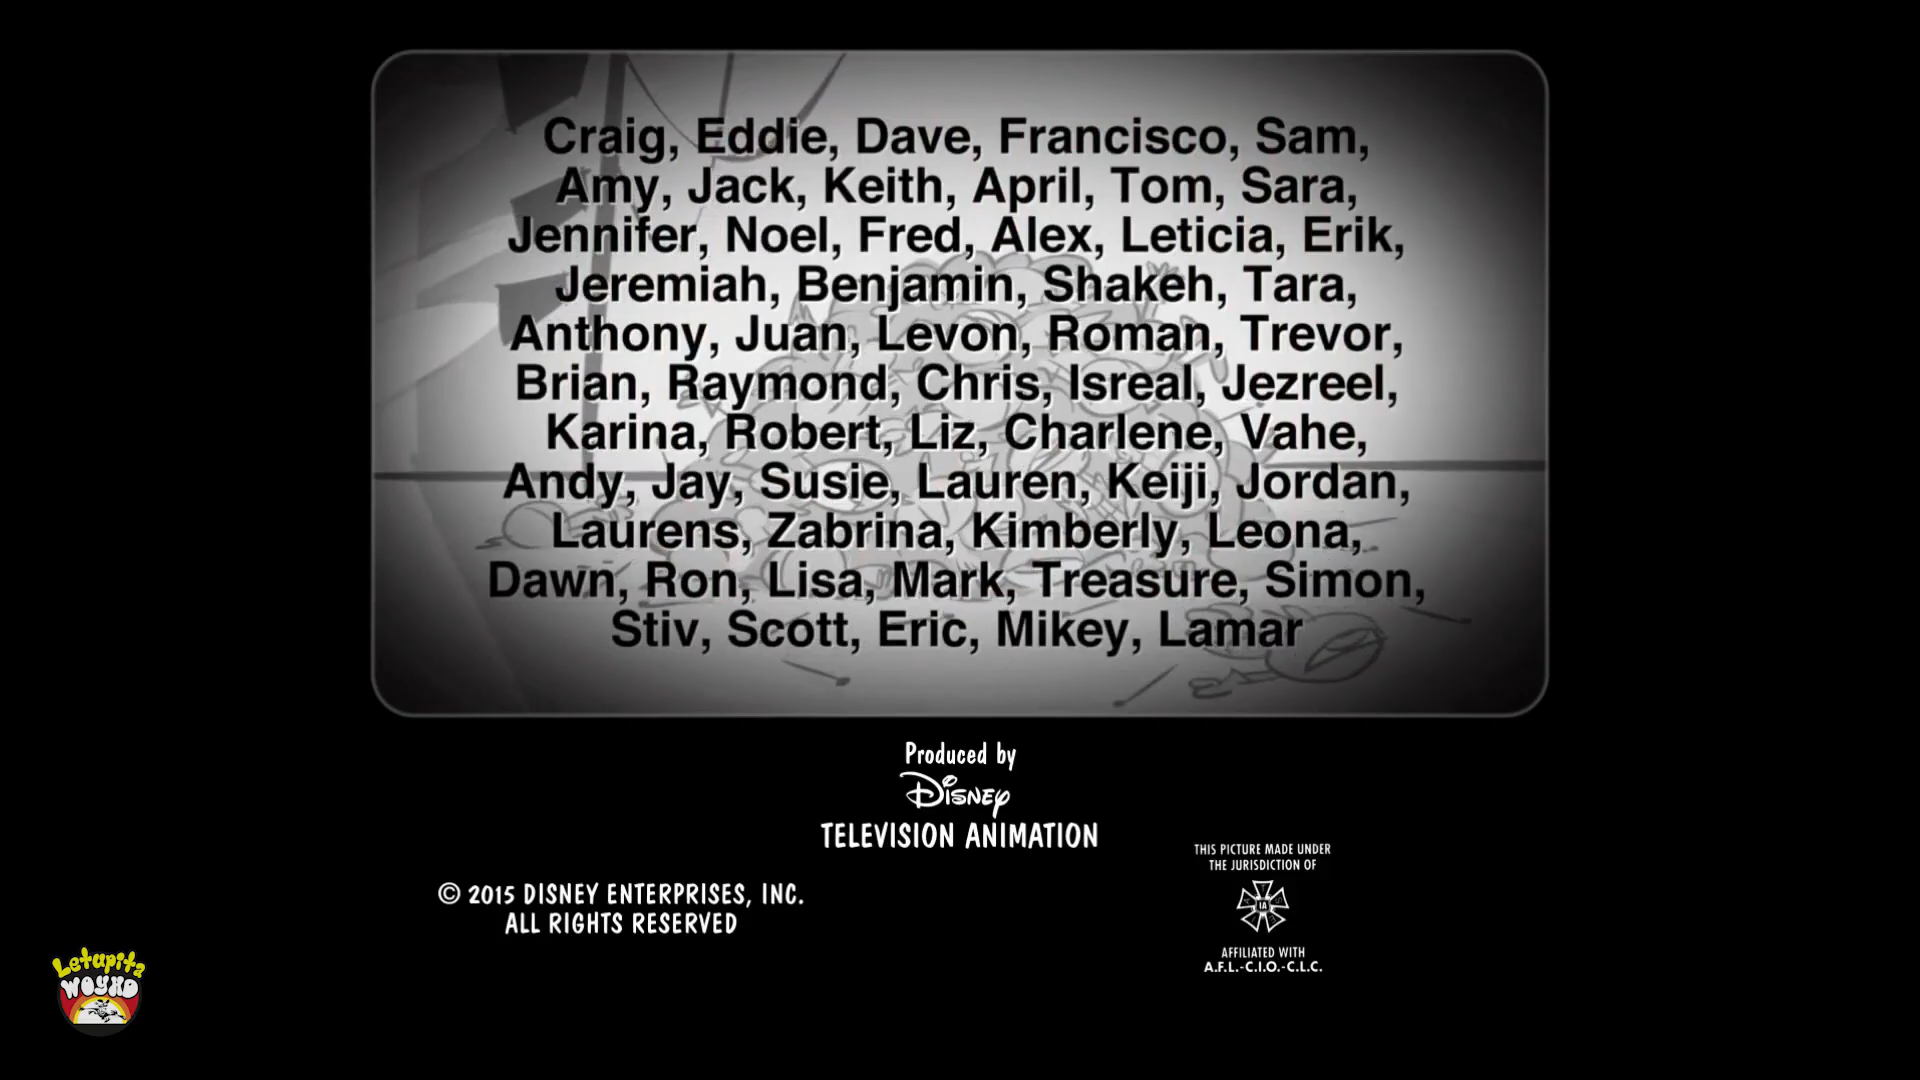 Craig, Eddie, Dave, Francisco, Sam,
Amy, Jack, Keith, April, Tom, Sara,
Jennifer, Noel, Fred, Alex, Leticia, Erik,
Jeremiah, Benjamin, Shakeh, Tara,
Anthony, Juan, Levon, Roman, Trevor,
Brian, Raymond, Chris, Isreal, Jezreel,
Karina, Robert, Liz, Charlene, Vahe,
Andy, Jay, Susie, Lauren, Keiji, Jordan,
Laurens, Zabrina, Kimberly, Leona,
Dawn, Ron, Lisa, Mark, Treasure, Simon,
Stiv, Scott, Eric, Mikey, Lamar
Produced by
Disney
TELEVISION ANIMATION
© 2015 DISNEY ENTERPRISES, INC.
ALL RIGHTS RESERVED
THIS PICTURE MADE UNDER
THE JURISDICTION OF
IA
AFFILIATED WITH
A.F.L.-C.I.O.-C.L.C.
Letupita
WOYXD